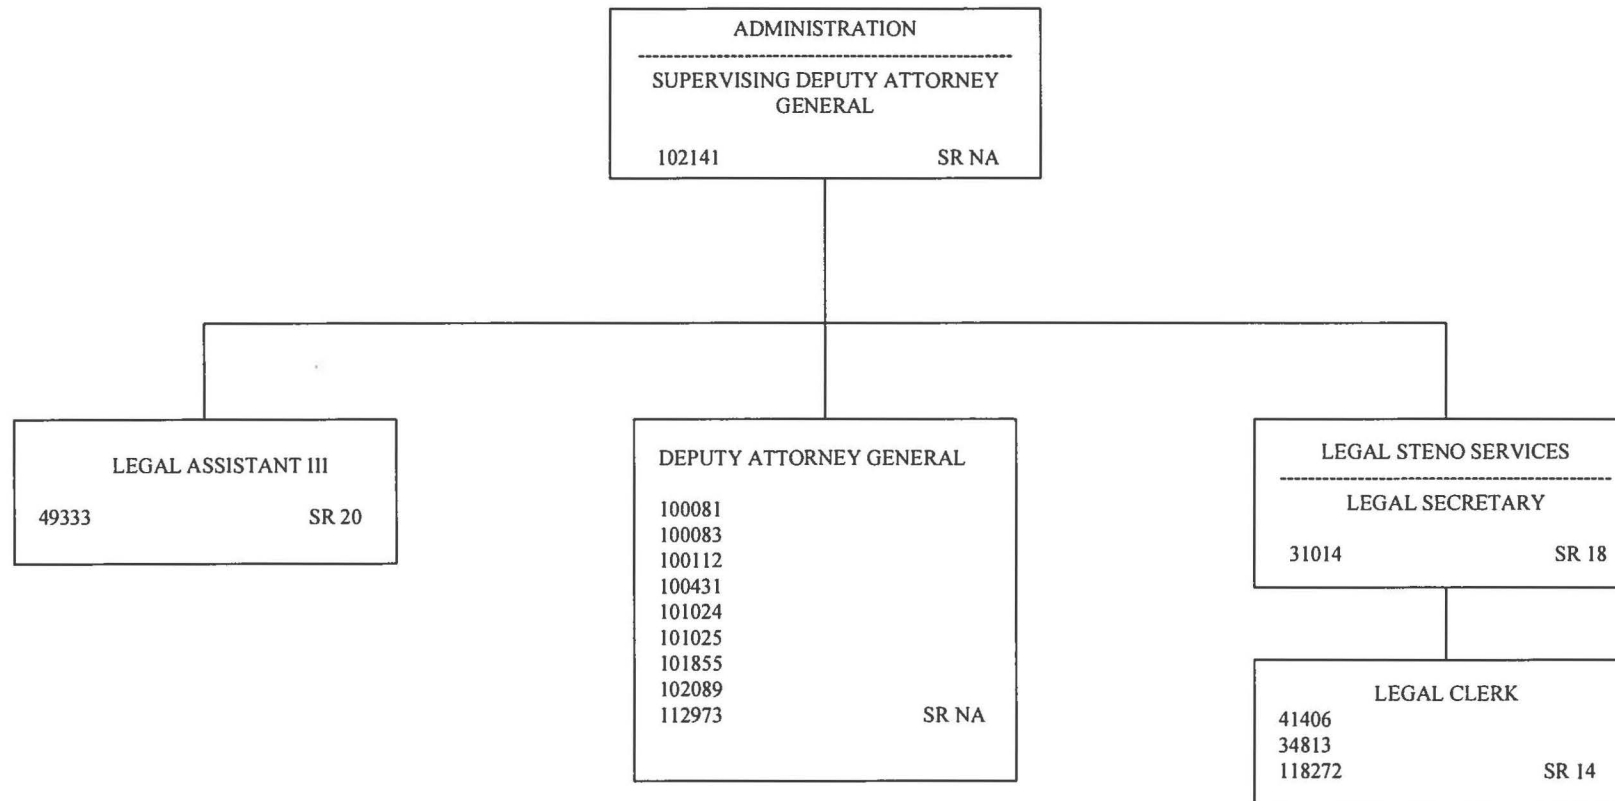 ADMINISTRATION
SUPERVISING DEPUTY ATTORNEY
GENERAL
102141 SR NA
LEGAL ASSISTANT III
49333 SR 20
DEPUTY ATTORNEY GENERAL
100081
100083
100112
100431
101024
101025
101855
102089
112973 SR NA
LEGAL STENO SERVICES
LEGAL SECRETARY
31014 SR 18
LEGAL CLERK
41406
34813
118272 SR 14